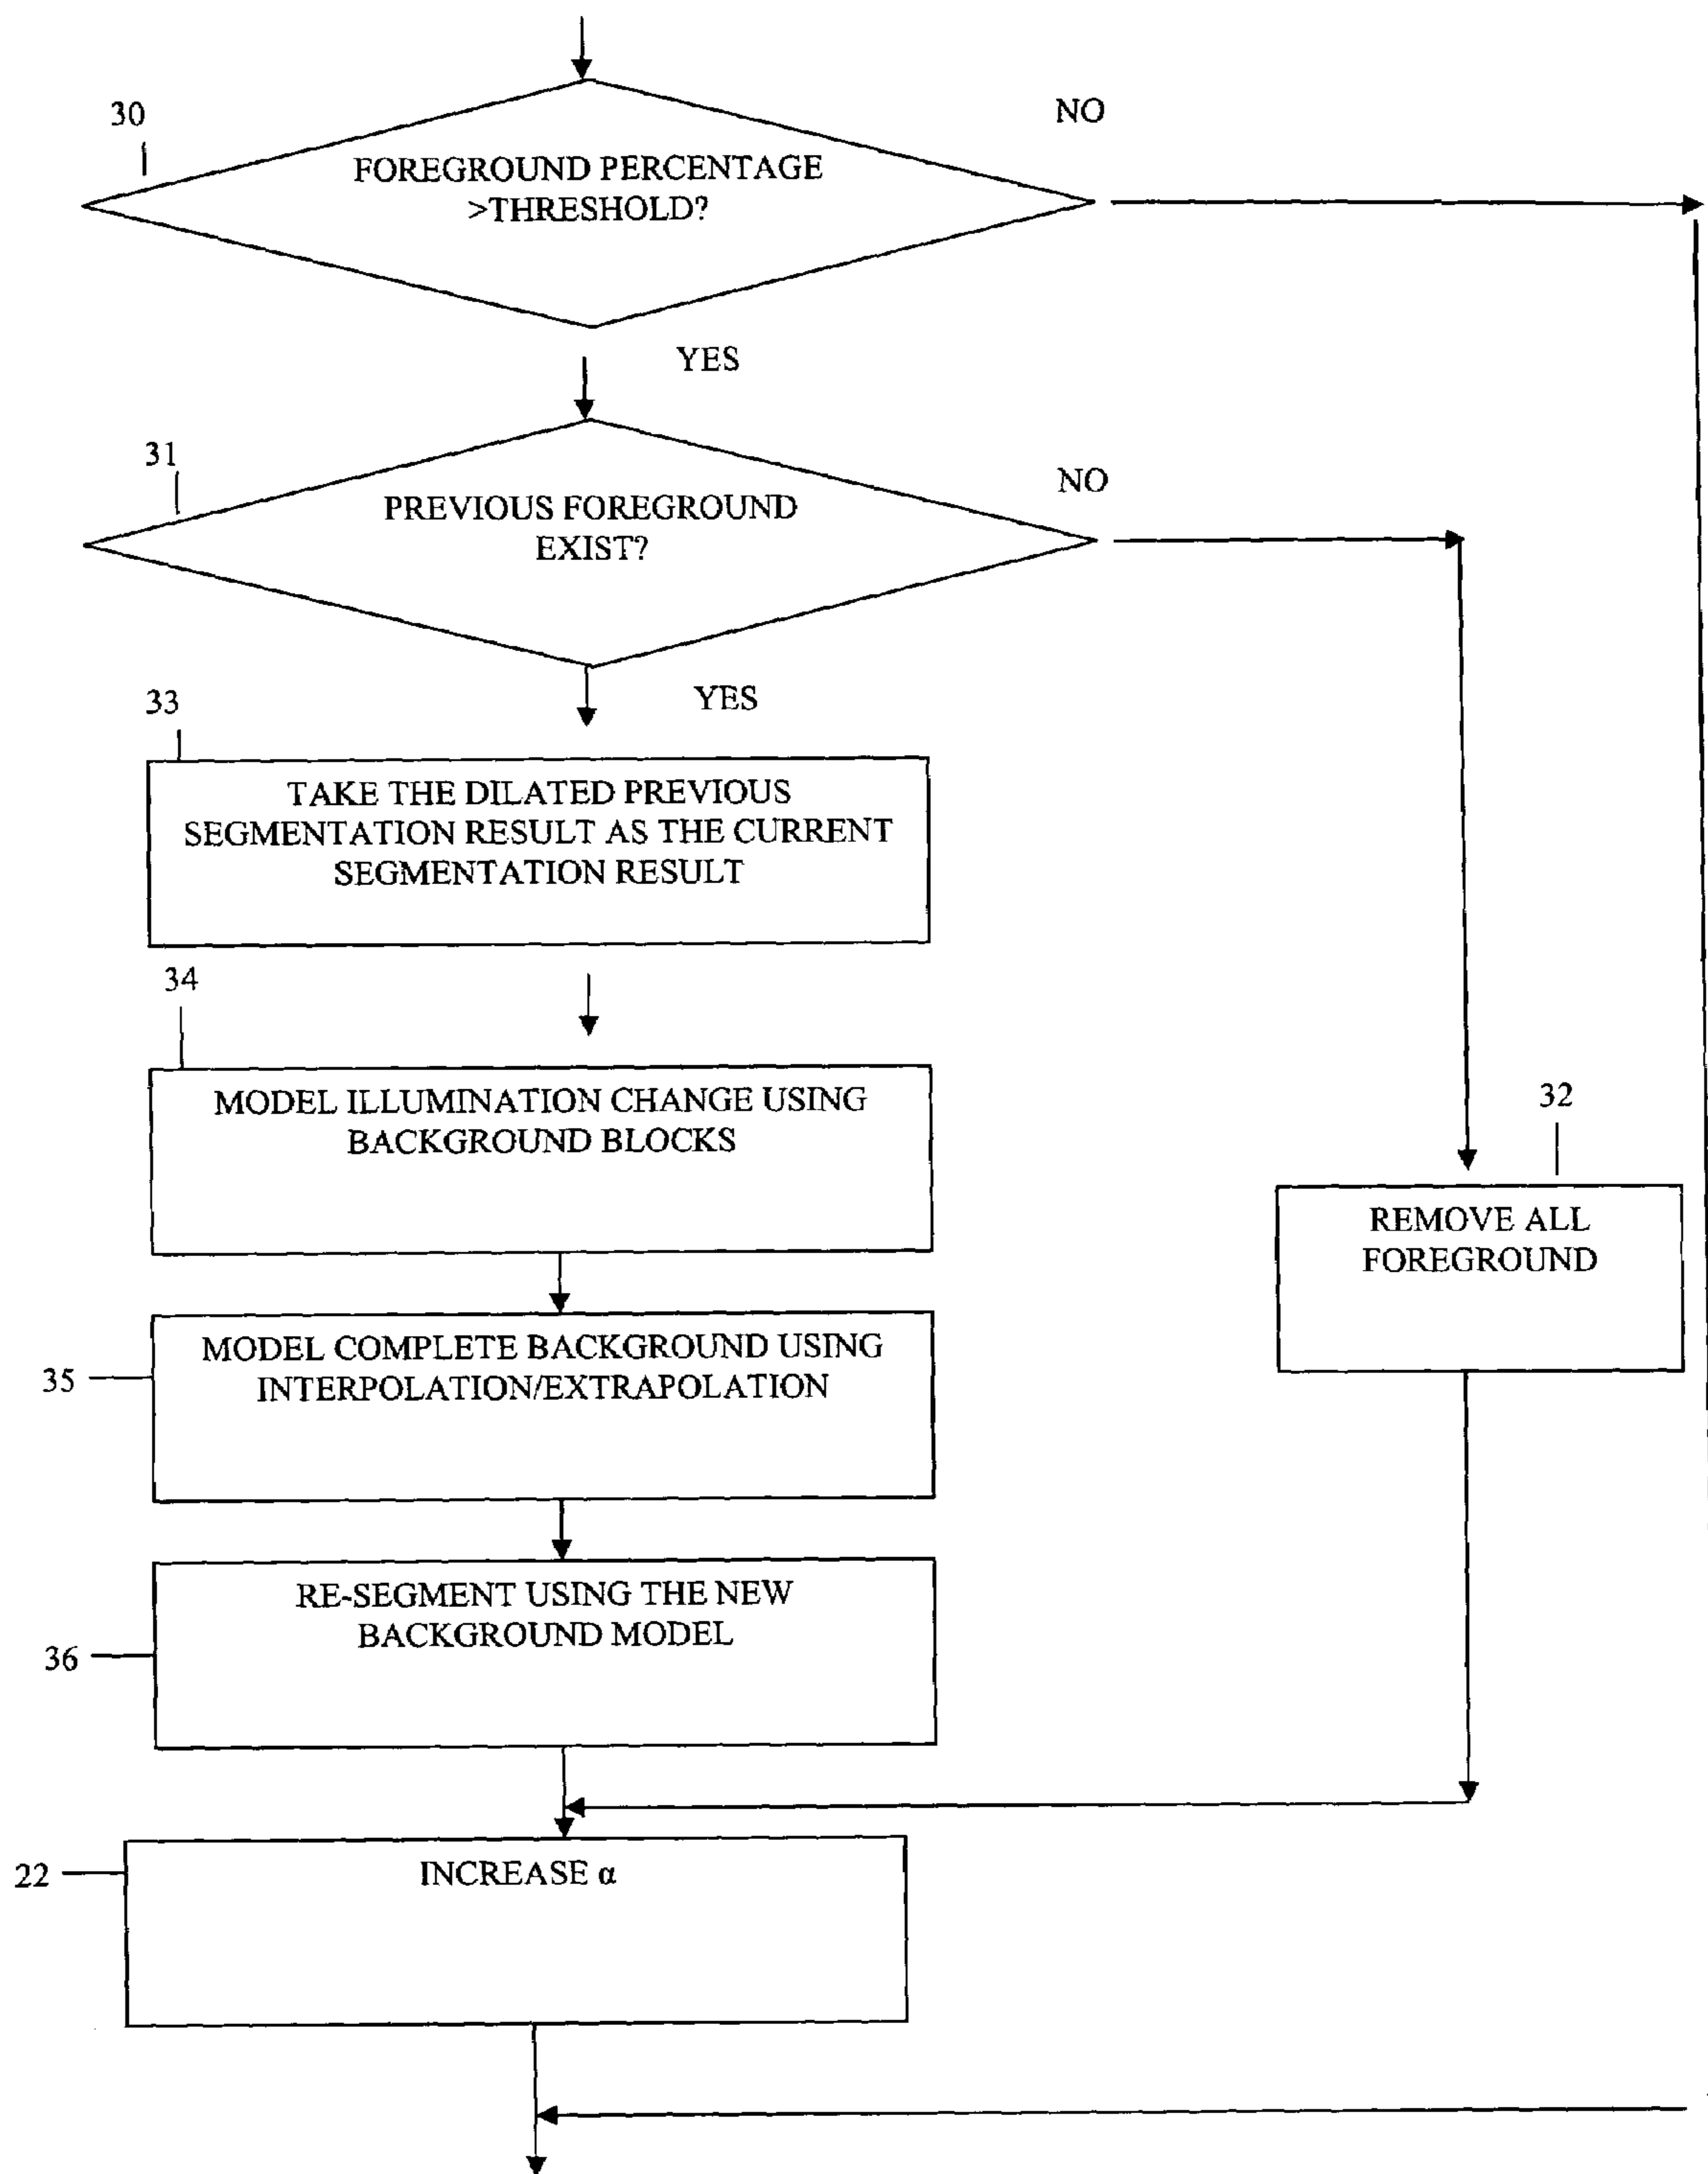 30
NO
FOREGROUND PERCENTAGE
>THRESHOLD?
YES
31
NO
PREVIOUS FOREGROUND
EXIST?
YES
33
TAKE THE DILATED PREVIOUS
SEGMENTATION RESULT AS THE CURRENT
SEGMENTATION RESULT
34
MODEL ILLUMINATION CHANGE USING
BACKGROUND BLOCKS
32
REMOVE ALL
FOREGROUND
35
MODEL COMPLETE BACKGROUND USING
INTERPOLATION/EXTRAPOLATION
36
RE-SEGMENT USING THE NEW
BACKGROUND MODEL
22
INCREASE α